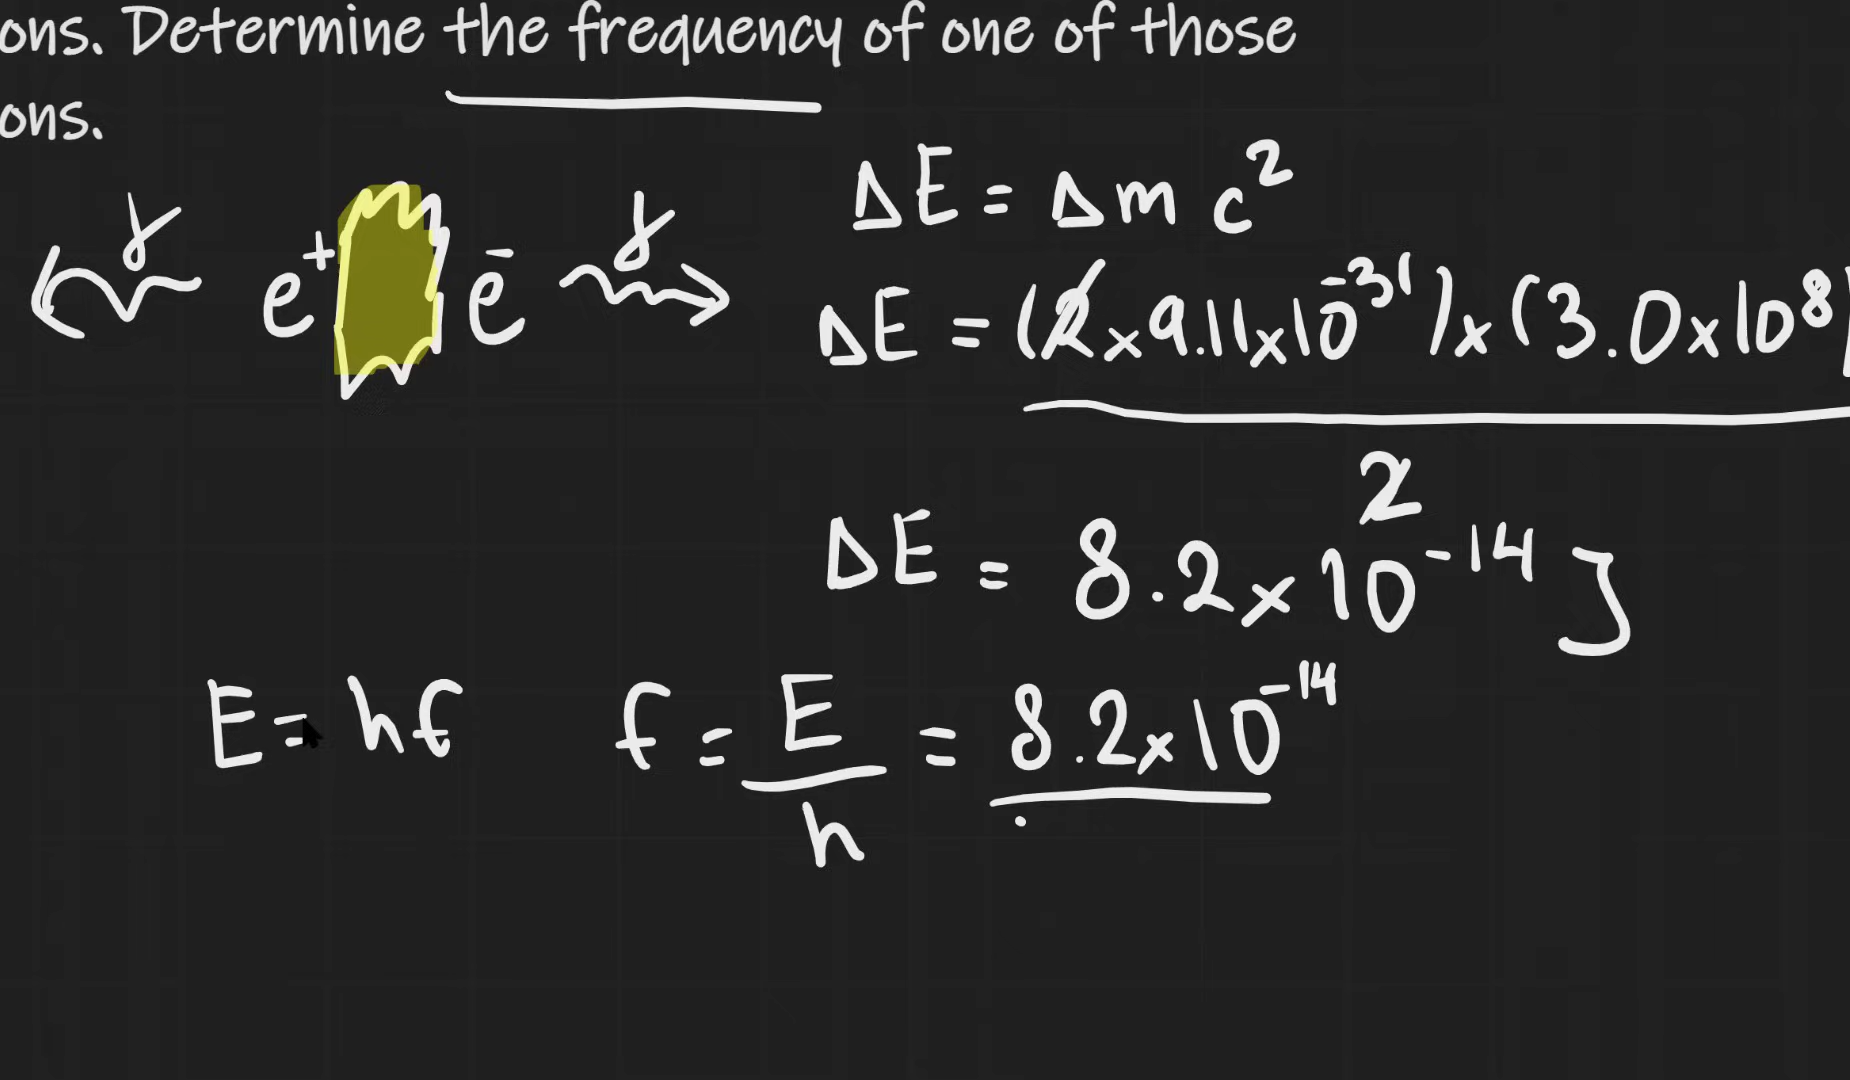 ons. Determine the frequency of one of those
ons.
γ e⁺ e⁻ γ
ΔE = Δm c²
ΔE = (2 × 9.11 × 10⁻³¹) × (3.0 × 10⁸)
2
ΔE = 8.2 × 10⁻¹⁴ J
E = hf f = E/h = 8.2 × 10⁻¹⁴